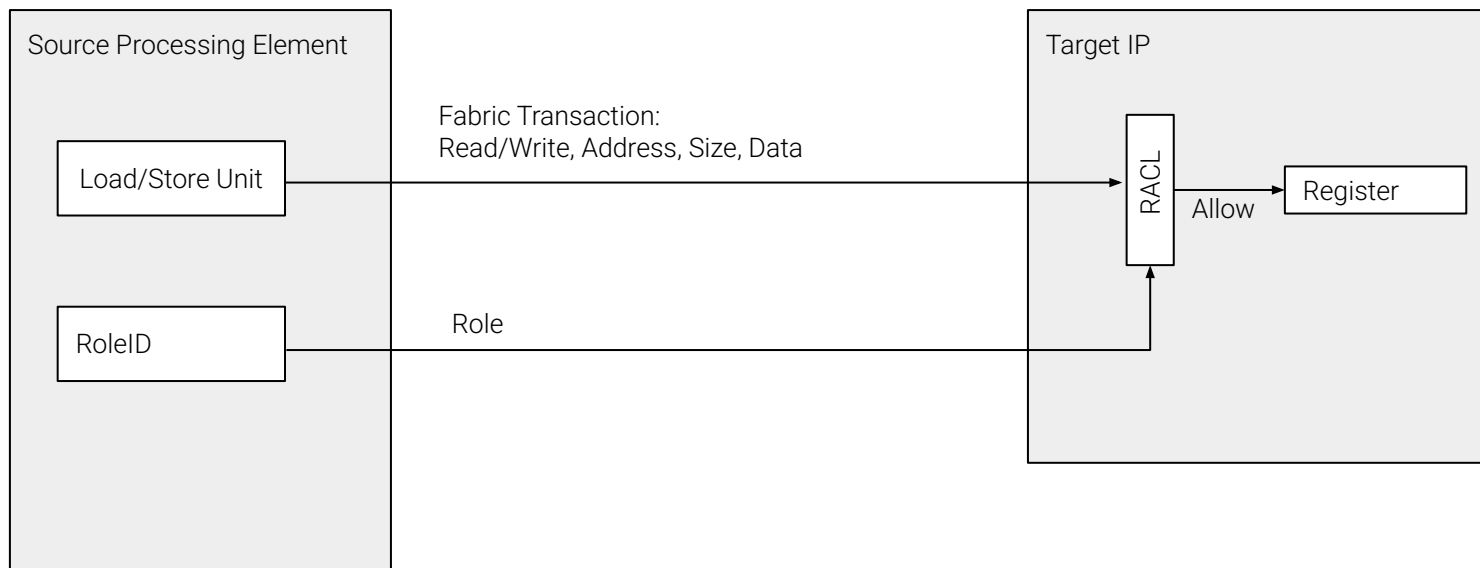 Source Processing Element
Target IP
Fabric Transaction:
Read/Write, Address, Size, Data
Load/Store Unit
RACL
Allow
Register
RoleID
Role